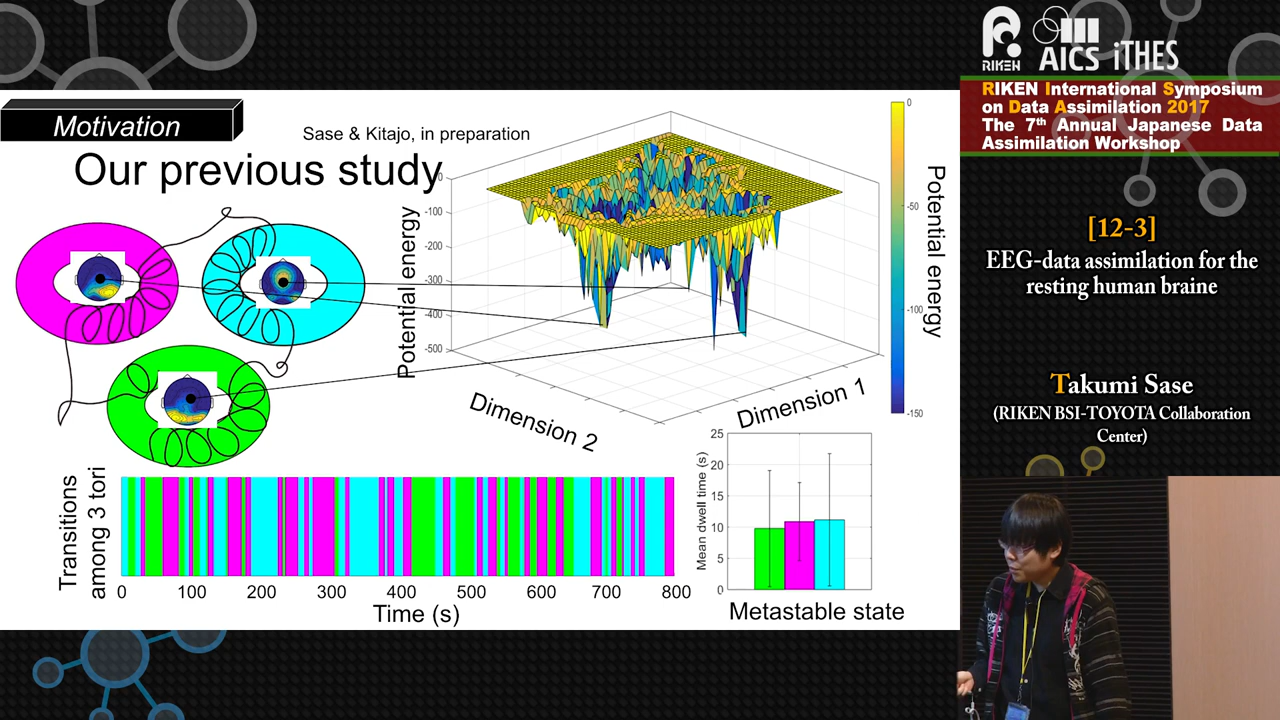 Motivation
Sase & Kitajo, in preparation
Our previous study
Potential energy
0
-100
-200
-300
-400
-500
Dimension 2
Dimension 1
0
-50
-100
-150
Potential energy
Transitions
among 3 tori
0 100 200 300 400 500 600 700 800
Time (s)
Mean dwell time (s)
25
20
15
10
5
0
Metastable state
RIKEN AICS iTHES
RIKEN International Symposium
on Data Assimilation 2017
The 7th Annual Japanese Data
Assimilation Workshop
[12-3]
EEG-data assimilation for the
resting human braine
Takumi Sase
(RIKEN BSI-TOYOTA Collaboration
Center)